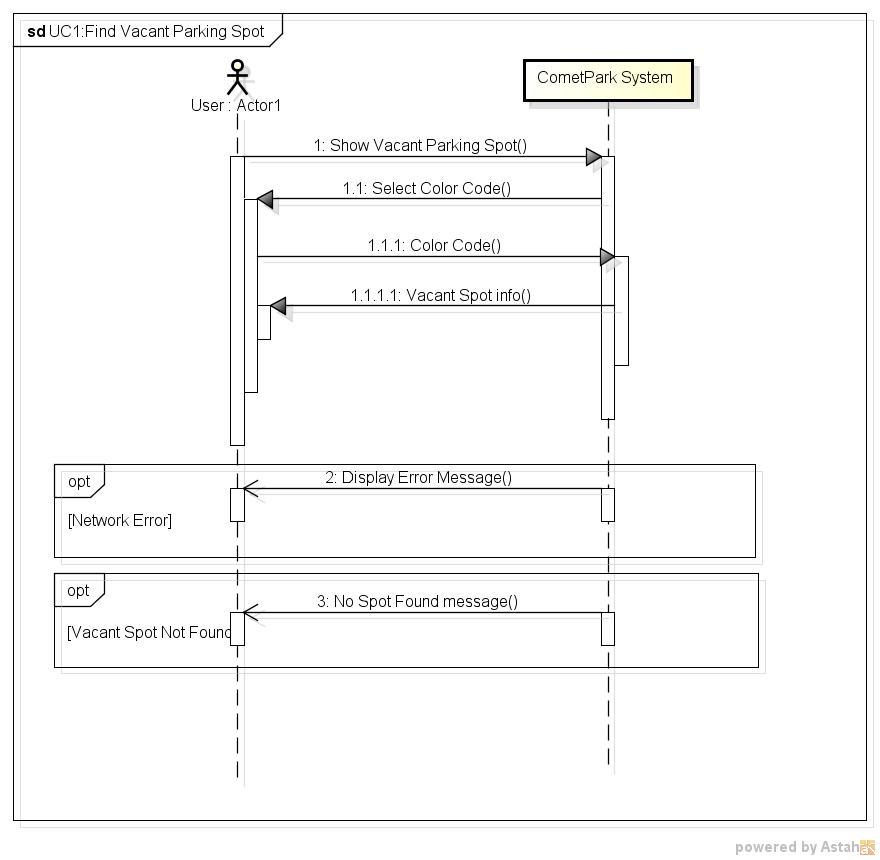 sd UC1:Find Vacant Parking Spot
User : Actor1
CometPark System
1: Show Vacant Parking Spot()
1.1: Select Color Code()
1.1.1: Color Code()
1.1.1.1: Vacant Spot info()
opt
2: Display Error Message()
[Network Error]
opt
3: No Spot Found message()
[Vacant Spot Not Found
powered by Astah